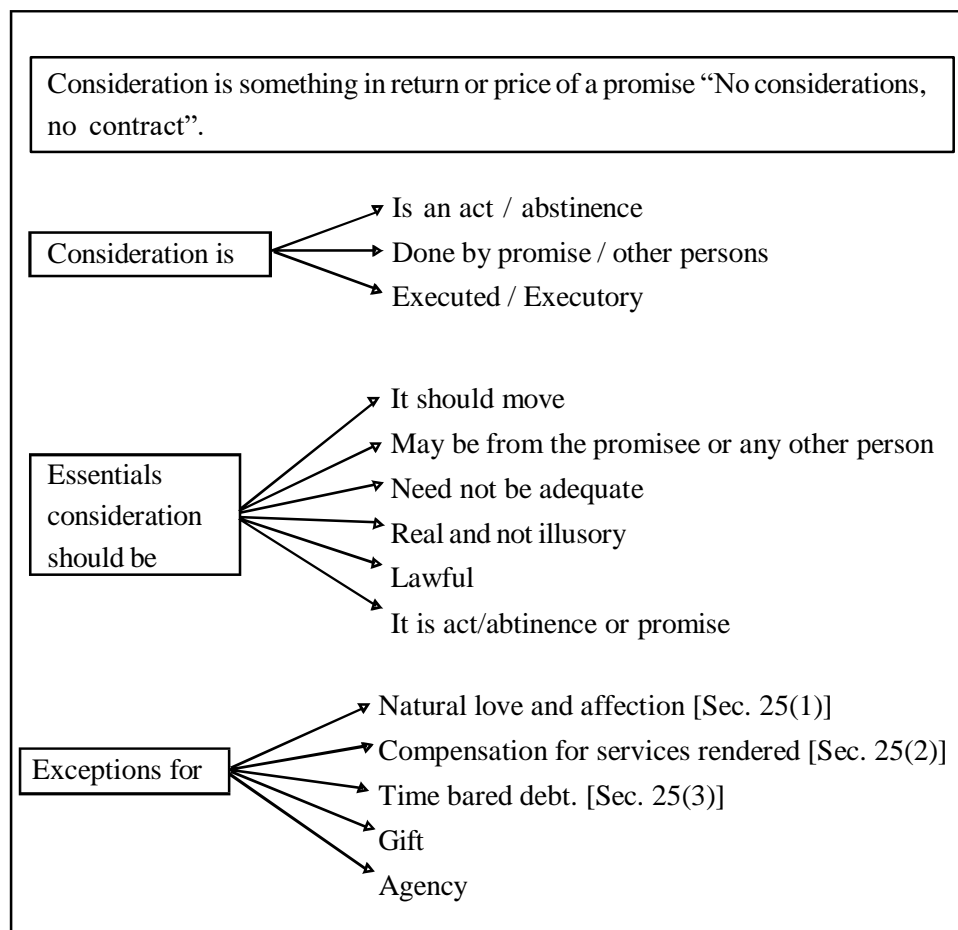 Consideration is something in return or price of a promise “No considerations,
no contract”.
Is an act / abstinence
Consideration is
Done by promise / other persons
Executed / Executory
It should move
May be from the promisee or any other person
Essentials
consideration
should be
Need not be adequate
Real and not illusory
Lawful
It is act/abtinence or promise
Natural love and affection [Sec. 25(1)]
Compensation for services rendered [Sec. 25(2)]
Exceptions for
Time bared debt. [Sec. 25(3)]
Gift
Agency